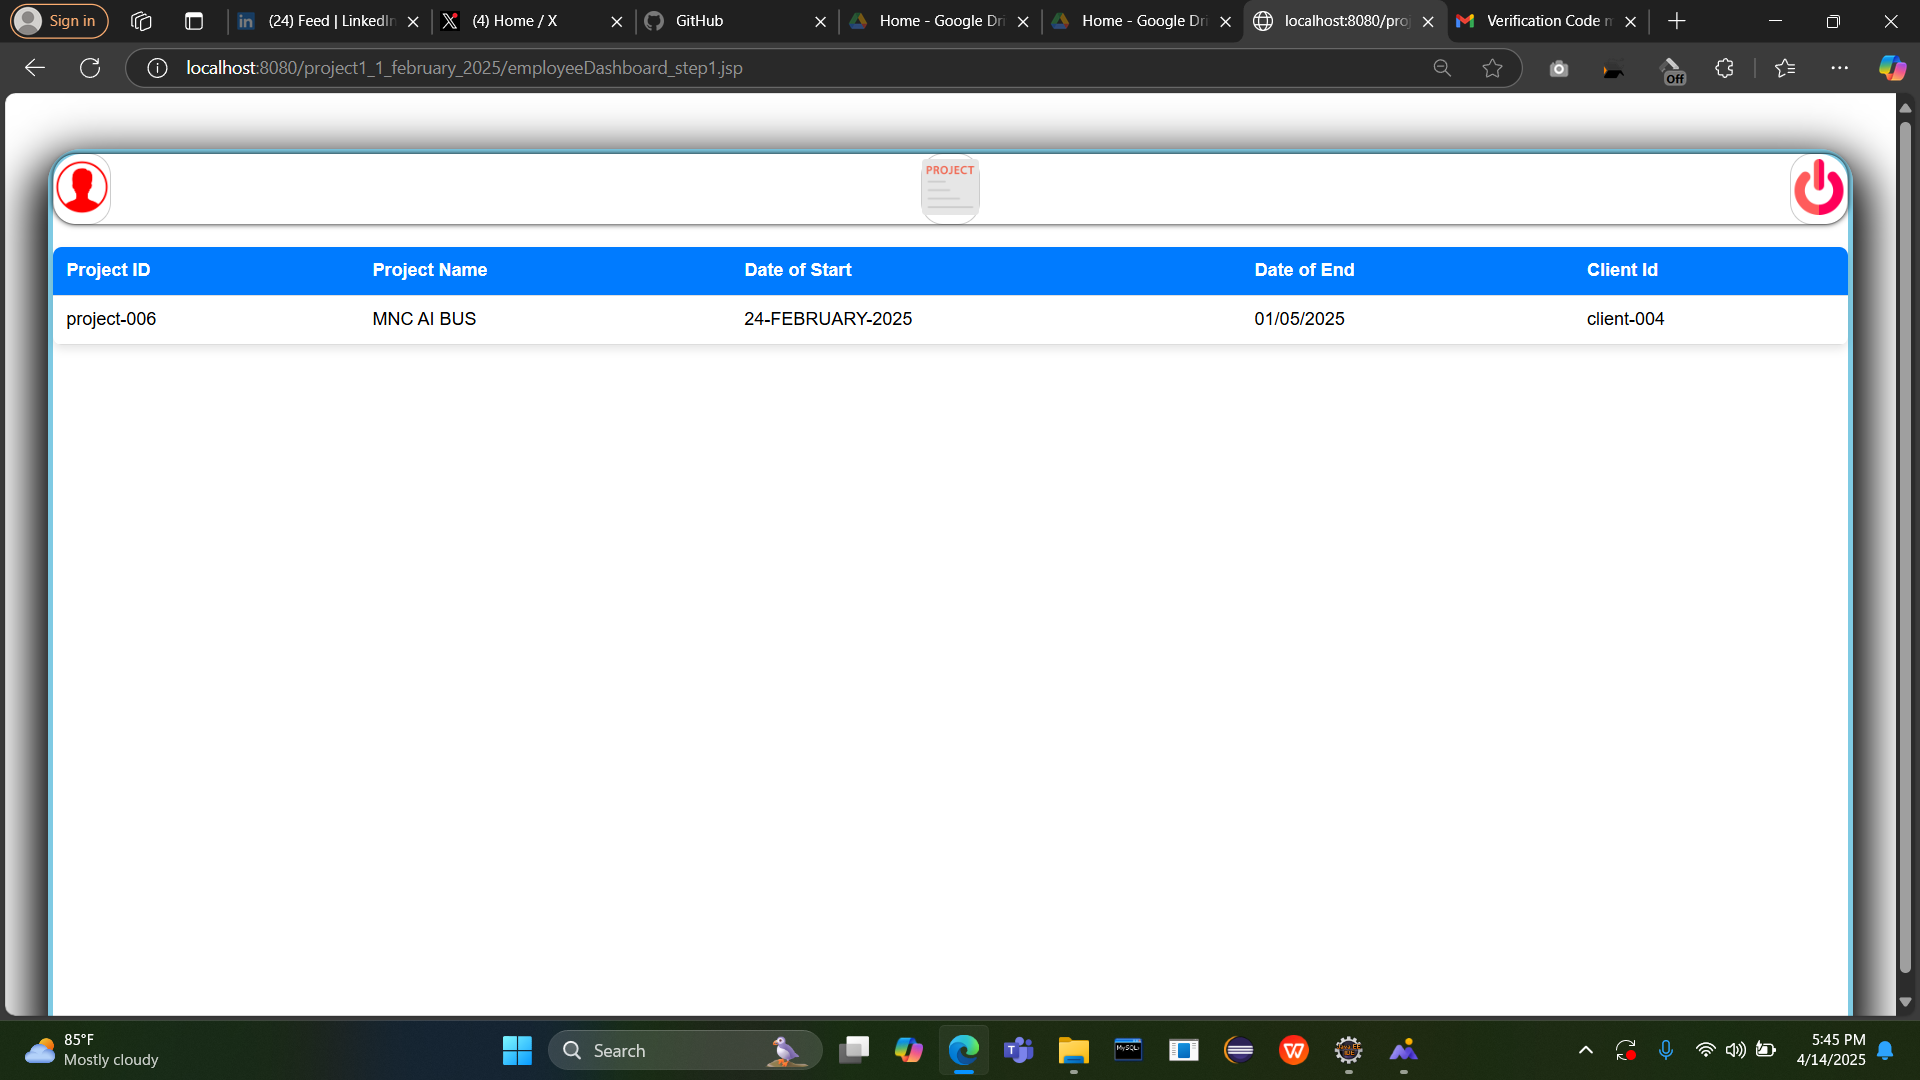 Sign in
(24) Feed | LinkedIn
(4) Home / X
GitHub
Home - Google Dri
Home - Google Dri
localhost:8080/proj
Verification Code m
localhost:8080/project1_1_february_2025/employeeDashboard_step1.jsp
Off
PROJECT
Project ID Project Name Date of Start Date of End Client Id
project-006 MNC AI BUS 24-FEBRUARY-2025 01/05/2025 client-004
85°F
Mostly cloudy
Search
MySQL
5:45 PM
4/14/2025